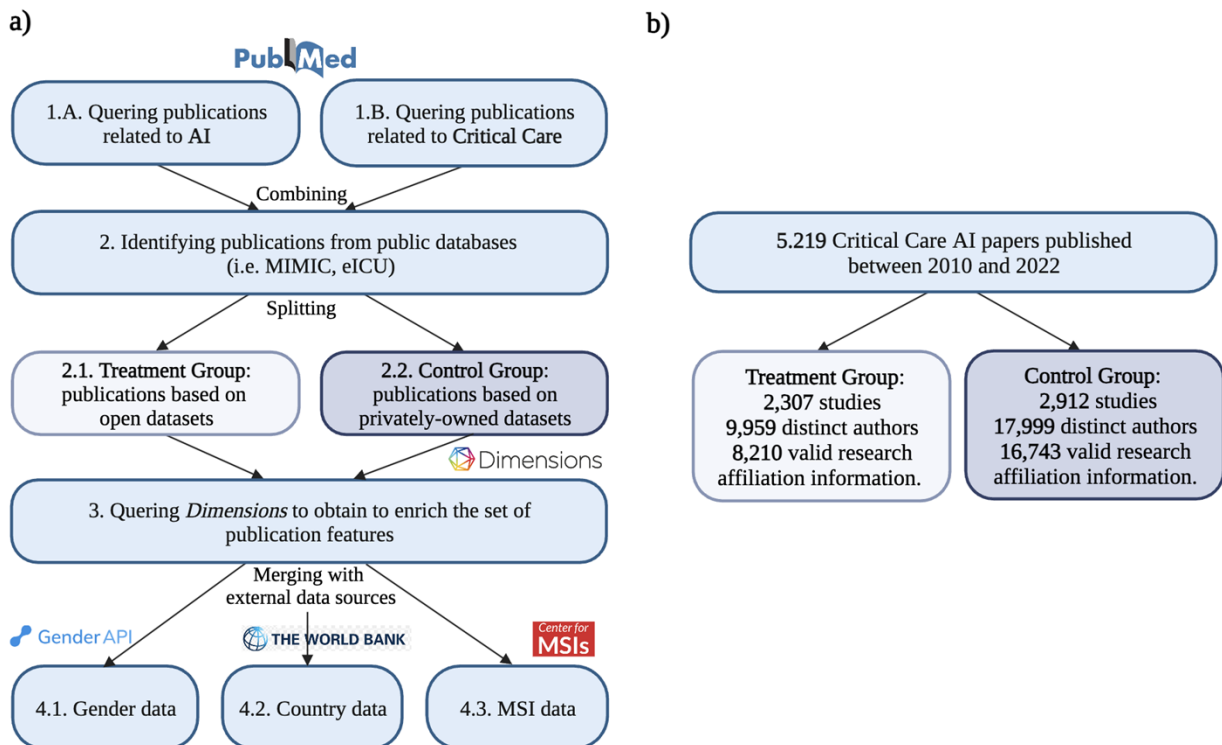 a)
PubMed
1.A. Quering publications
related to AI
1.B. Quering publications
related to Critical Care
Combining
2. Identifying publications from public databases
(i.e. MIMIC, eICU)
Splitting
2.1. Treatment Group:
publications based on
open datasets
2.2. Control Group:
publications based on
privately-owned datasets
Dimensions
3. Quering Dimensions to obtain to enrich the set of
publication features
Merging with
external data sources
GenderAPI
THE WORLD BANK
Center for
MSIs
4.1. Gender data
4.2. Country data
4.3. MSI data
b)
5.219 Critical Care AI papers published
between 2010 and 2022
Treatment Group:
2,307 studies
9,959 distinct authors
8,210 valid research
affiliation information.
Control Group:
2,912 studies
17,999 distinct authors
16,743 valid research
affiliation information.